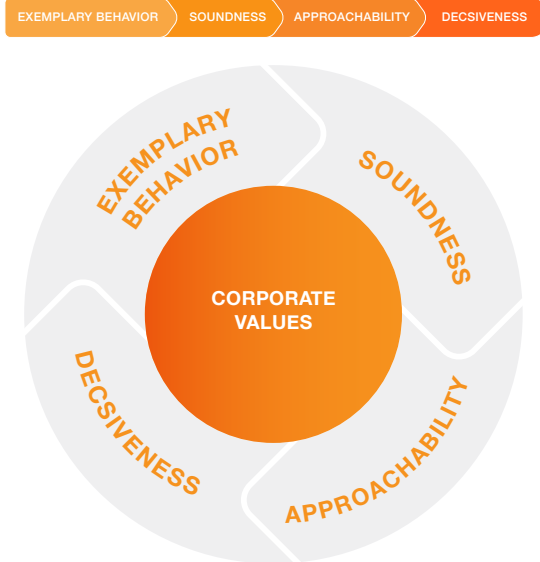 EXEMPLARY BEHAVIOR
SOUNDNESS
APPROACHABILITY
DECSIVENESS
EXEMPLARY
BEHAVIOR
SOUNDNESS
CORPORATE
VALUES
DECSIVENESS
APPROACHABILITY